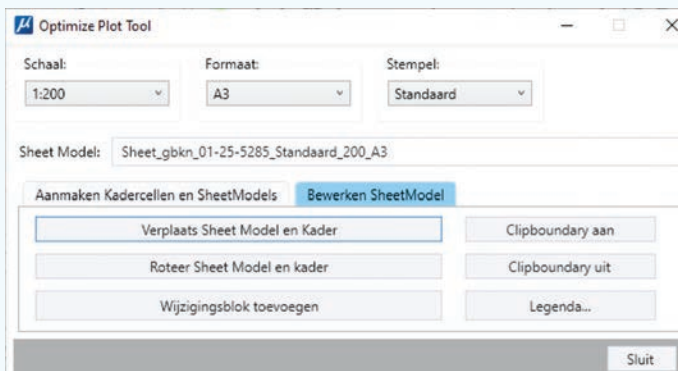 Optimize Plot Tool
Schaal: Formaat: Stempel:
1:200 A3 Standaard
Sheet Model: Sheet_gbkn_01-25-5285_Standaard_200_A3
Aanmaken Kadercellen en SheetModels Bewerken SheetModel
Verplaats Sheet Model en Kader Clipboundary aan
Roteer Sheet Model en kader Clipboundary uit
Wijzigingsblok toevoegen Legenda...
Sluit